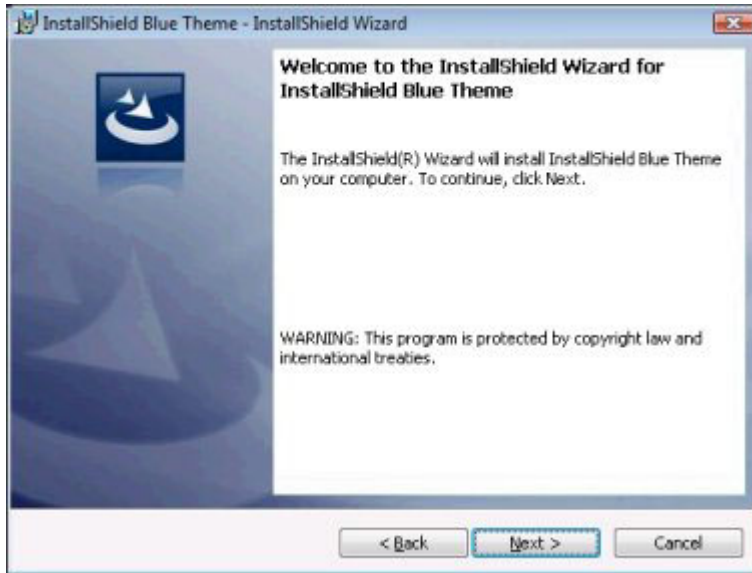 InstallShield Blue Theme - InstallShield Wizard
Welcome to the InstallShield Wizard for
InstallShield Blue Theme
The InstallShield(R) Wizard will install InstallShield Blue Theme
on your computer. To continue, click Next.
WARNING: This program is protected by copyright law and
international treaties.
< Back
Next >
Cancel